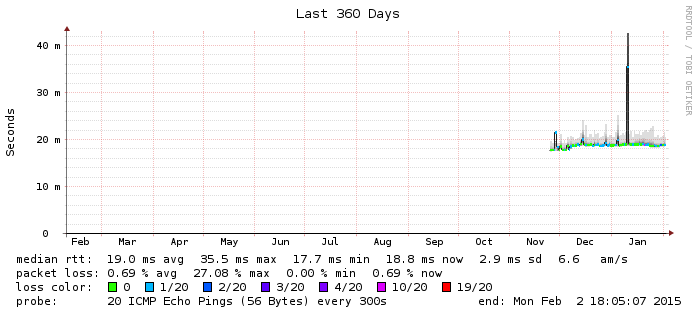 Last 360 Days
RRDTOOL / TOBI OETIKER
Seconds
40 m
30 m
20 m
10 m
0
Feb Mar Apr May Jun Jul Aug Sep Oct Nov Dec Jan
median rtt: 19.0 ms avg 35.5 ms max 17.7 ms min 18.8 ms now 2.9 ms sd 6.6 am/s
packet loss: 0.69 % avg 27.08 % max 0.00 % min 0.69 % now
loss color: 0 1/20 2/20 3/20 4/20 10/20 19/20
probe: 20 ICMP Echo Pings (56 Bytes) every 300s end: Mon Feb 2 18:05:07 2015